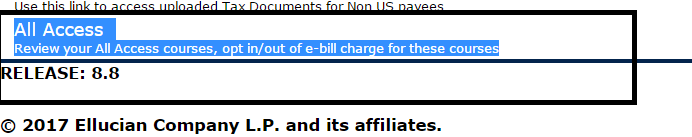 Use this link to access uploaded Tax Documents for Non US payees
All Access
Review your All Access courses, opt in/out of e-bill charge for these courses
RELEASE: 8.8
© 2017 Ellucian Company L.P. and its affiliates.